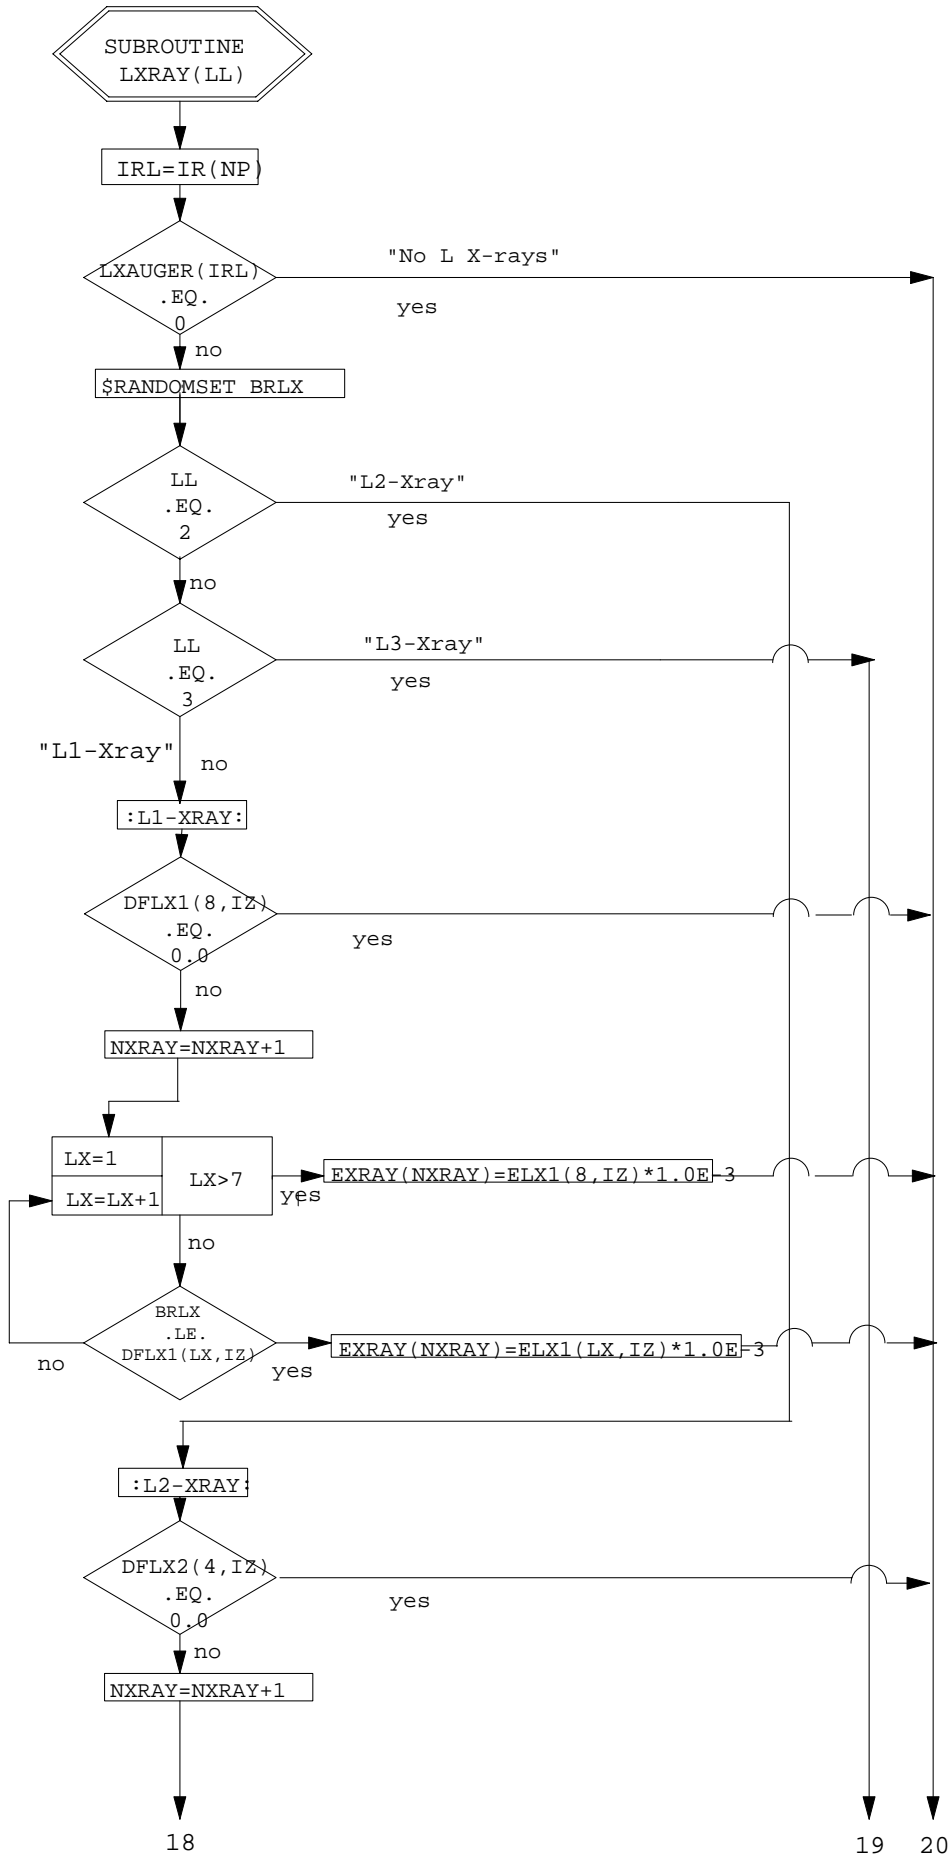 SUBROUTINE
LXRAY(LL)
IRL=IR(NP)
LXAUGER(IRL)
.EQ.
0
"No L X-rays"
yes
no
$RANDOMSET BRLX
LL
.EQ.
2
"L2-Xray"
yes
no
LL
.EQ.
3
"L3-Xray"
yes
"L1-Xray"
no
:L1-XRAY:
DFLX1(8,IZ)
.EQ.
0.0
yes
no
NXRAY=NXRAY+1
LX=1
LX=LX+1
LX>7
yes
EXRAY(NXRAY)=ELX1(8,IZ)*1.0E-3
no
BRLX
.LE.
DFLX1(LX,IZ)
no
yes
EXRAY(NXRAY)=ELX1(LX,IZ)*1.0E-3
:L2-XRAY:
DFLX2(4,IZ)
.EQ.
0.0
yes
no
NXRAY=NXRAY+1
18
19
20